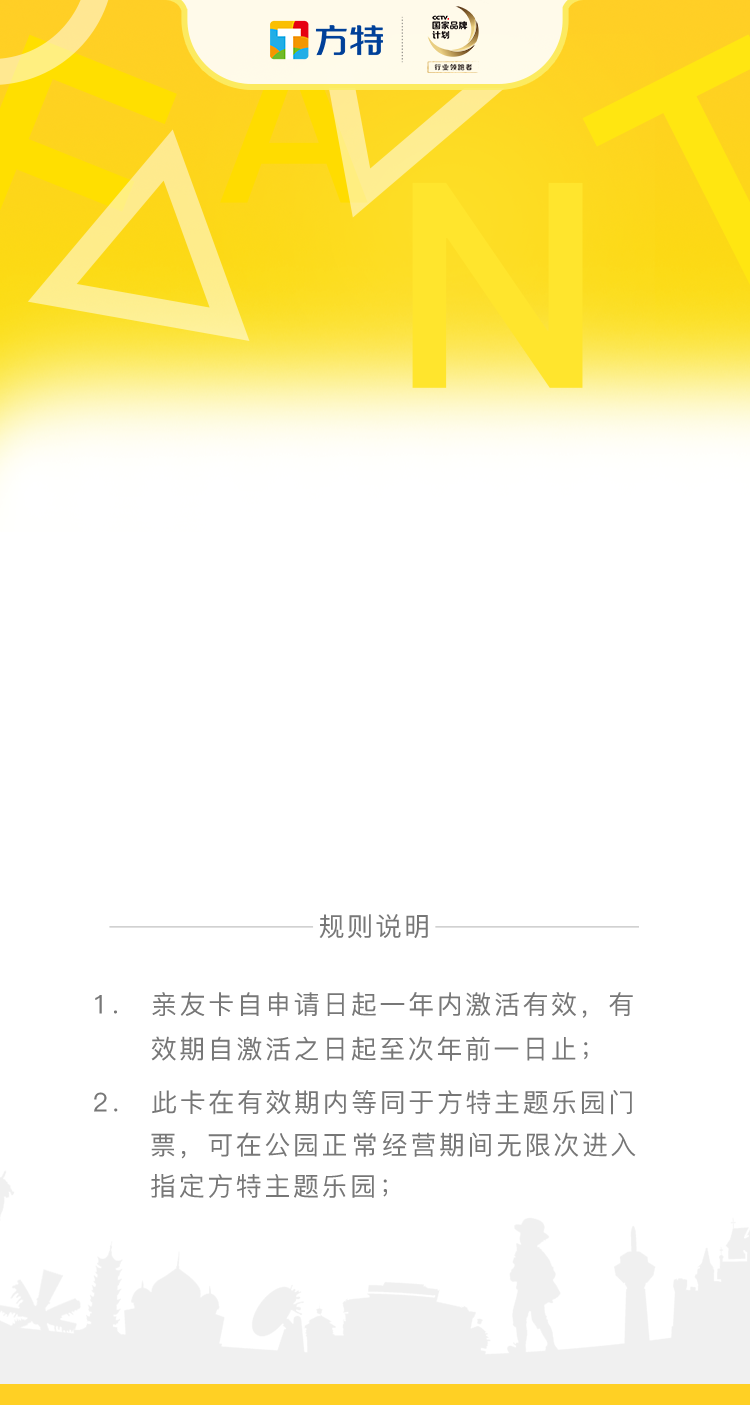 方特
CCTV.
国家品牌
计划
行业领跑者
F A N T
规则说明
1. 亲友卡自申请日起一年内激活有效，有
效期自激活之日起至次年前一日止；
2. 此卡在有效期内等同于方特主题乐园门
票，可在公园正常经营期间无限次进入
指定方特主题乐园；